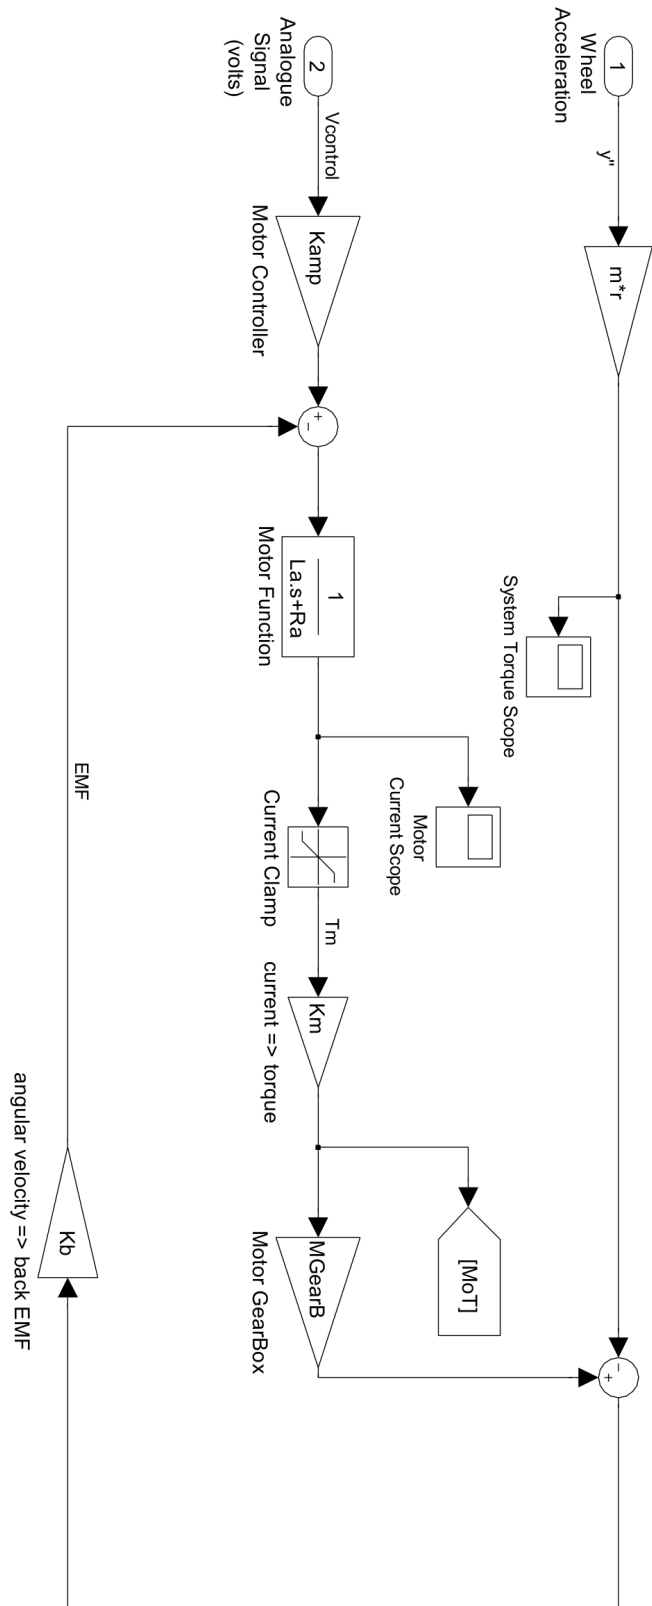 1
Wheel
Acceleration
y"
m*r
System Torque Scope
−
+
2
Analogue
Signal
(volts)
Vcontrol
Kamp
Motor Controller
+
−
1
La.s+Ra
Motor Function
Motor
Current Scope
Current Clamp
Tm
Km
current => torque
[MoT]
MGearB
Motor GearBox
EMF
Kb
angular velocity => back EMF